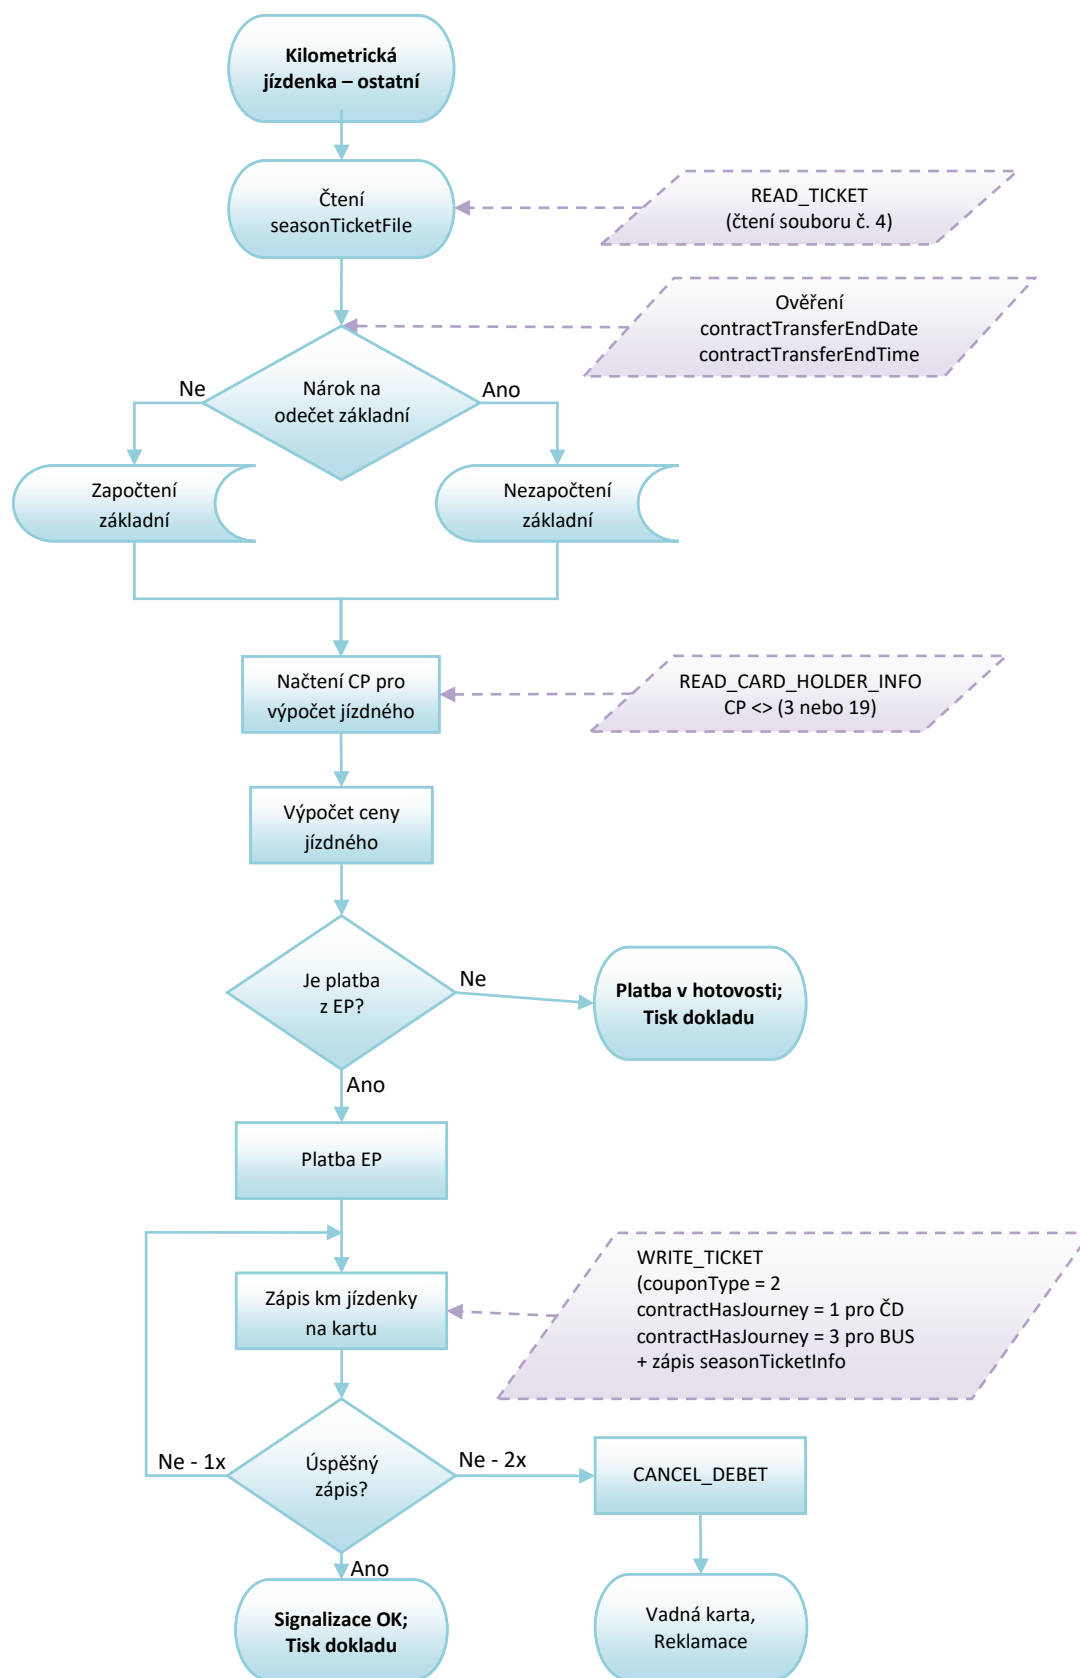 Kilometrická
jízdenka – ostatní
Čtení
seasonTicketFile
READ_TICKET
(čtení souboru č. 4)
Ověření
contractTransferEndDate
contractTransferEndTime
Ne
Nárok na
odečet základní
Ano
Započtení
základní
Nezapočtení
základní
Načtení CP pro
výpočet jízdného
READ_CARD_HOLDER_INFO
CP <> (3 nebo 19)
Výpočet ceny
jízdného
Je platba
z EP?
Ne
Platba v hotovosti;
Tisk dokladu
Ano
Platba EP
WRITE_TICKET
(couponType = 2
contractHasJourney = 1 pro ČD
contractHasJourney = 3 pro BUS
+ zápis seasonTicketInfo
Zápis km jízdenky
na kartu
Ne - 1x
Úspěšný
zápis?
Ne - 2x
CANCEL_DEBET
Ano
Signalizace OK;
Tisk dokladu
Vadná karta,
Reklamace